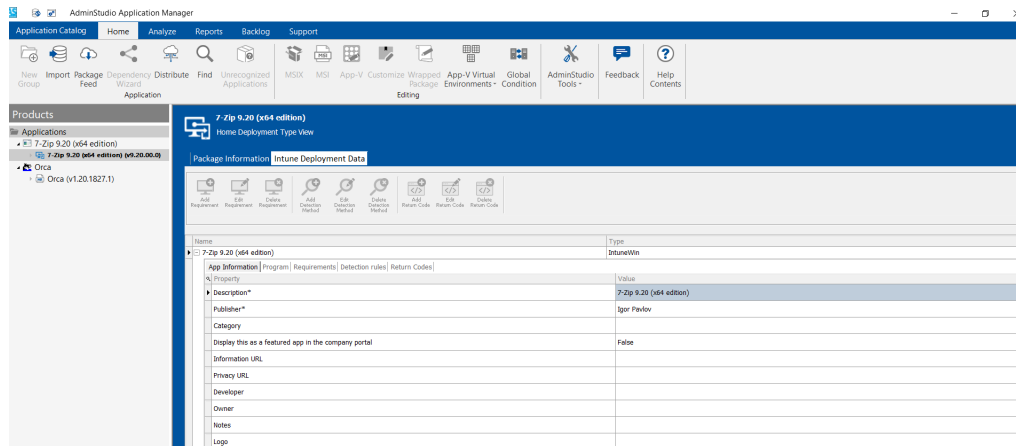 AdminStudio Application Manager
Application Catalog Home Analyze Reports Backlog Support
New Group Import Package Feed Dependency Wizard Distribute Find Unrecognized Applications MSIX MSI App-V Customize Wrapped Package App-V Virtual Environments Global Condition AdminStudio Tools Feedback Help Contents
Application Editing
Products
Applications
7-Zip 9.20 (x64 edition)
7-Zip 9.20 (x64 edition) (v9.20.00.0)
Orca
Orca (v1.20.1827.1)
7-Zip 9.20 (x64 edition)
Home Deployment Type View
Package Information Intune Deployment Data
Add Requirement Edit Requirement Delete Requirement Add Detection Method Edit Detection Method Delete Detection Method Add Return Code Edit Return Code Delete Return Code
Name Type
7-Zip 9.20 (x64 edition) IntuneWin
App Information Program Requirements Detection rules Return Codes
Property Value
Description* 7-Zip 9.20 (x64 edition)
Publisher* Igor Pavlov
Category
Display this as a featured app in the company portal False
Information URL
Privacy URL
Developer
Owner
Notes
Logo